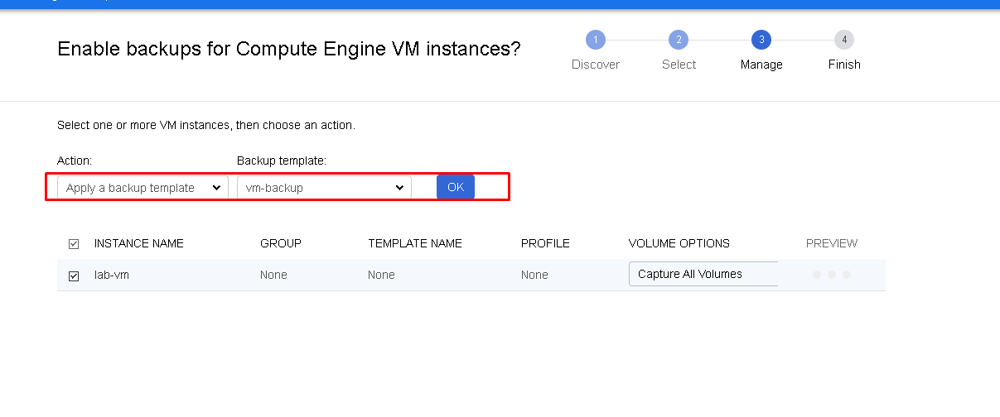 Enable backups for Compute Engine VM instances?
1 2 3 4
Discover Select Manage Finish
Select one or more VM instances, then choose an action.
Action: Backup template:
Apply a backup template vm-backup OK
INSTANCE NAME GROUP TEMPLATE NAME PROFILE VOLUME OPTIONS PREVIEW
lab-vm None None None Capture All Volumes